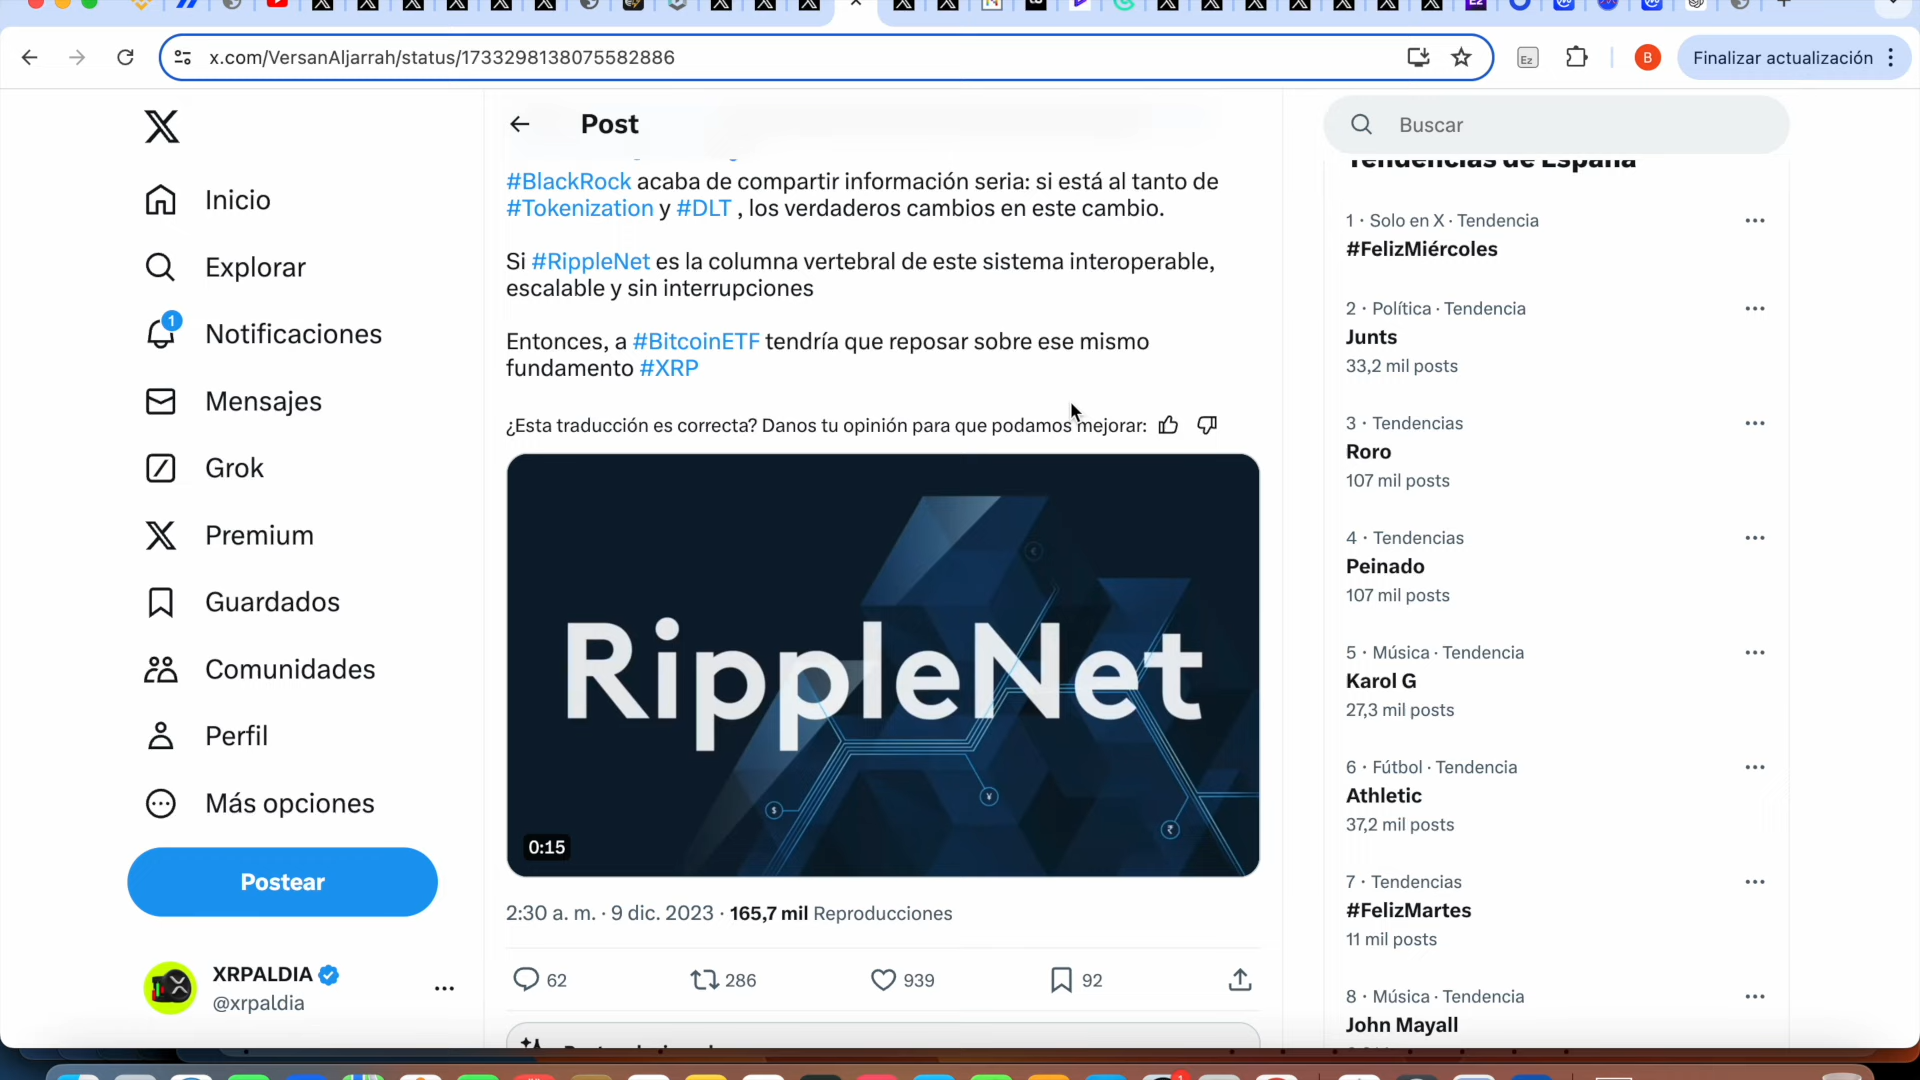 x.com/VersanAljarrah/status/1733298138075582886
Ez
B
Finalizar actualización
Inicio
Explorar
1
Notificaciones
Mensajes
Grok
Premium
Guardados
Comunidades
Perfil
Más opciones
Postear
XRPALDIA
@xrpaldia
Post
#BlackRock acaba de compartir información seria: si está al tanto de
#Tokenization y #DLT , los verdaderos cambios en este cambio.
Si #RippleNet es la columna vertebral de este sistema interoperable,
escalable y sin interrupciones
Entonces, a #BitcoinETF tendría que reposar sobre ese mismo
fundamento #XRP
¿Esta traducción es correcta? Danos tu opinión para que podamos mejorar:
RippleNet
0:15
2:30 a. m. · 9 dic. 2023 · 165,7 mil Reproducciones
62
286
939
92
Buscar
Tendencias de España
1 · Solo en X · Tendencia
#FelizMiércoles
2 · Política · Tendencia
Junts
33,2 mil posts
3 · Tendencias
Roro
107 mil posts
4 · Tendencias
Peinado
107 mil posts
5 · Música · Tendencia
Karol G
27,3 mil posts
6 · Fútbol · Tendencia
Athletic
37,2 mil posts
7 · Tendencias
#FelizMartes
11 mil posts
8 · Música · Tendencia
John Mayall